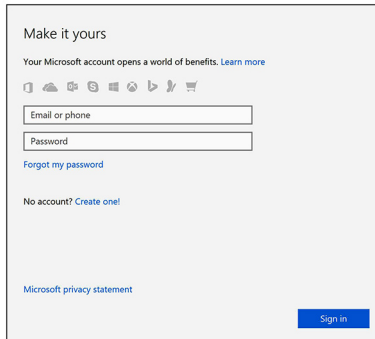 Make it yours
Your Microsoft account opens a world of benefits. Learn more
Email or phone
Password
Forgot my password
No account? Create one!
Microsoft privacy statement
Sign in